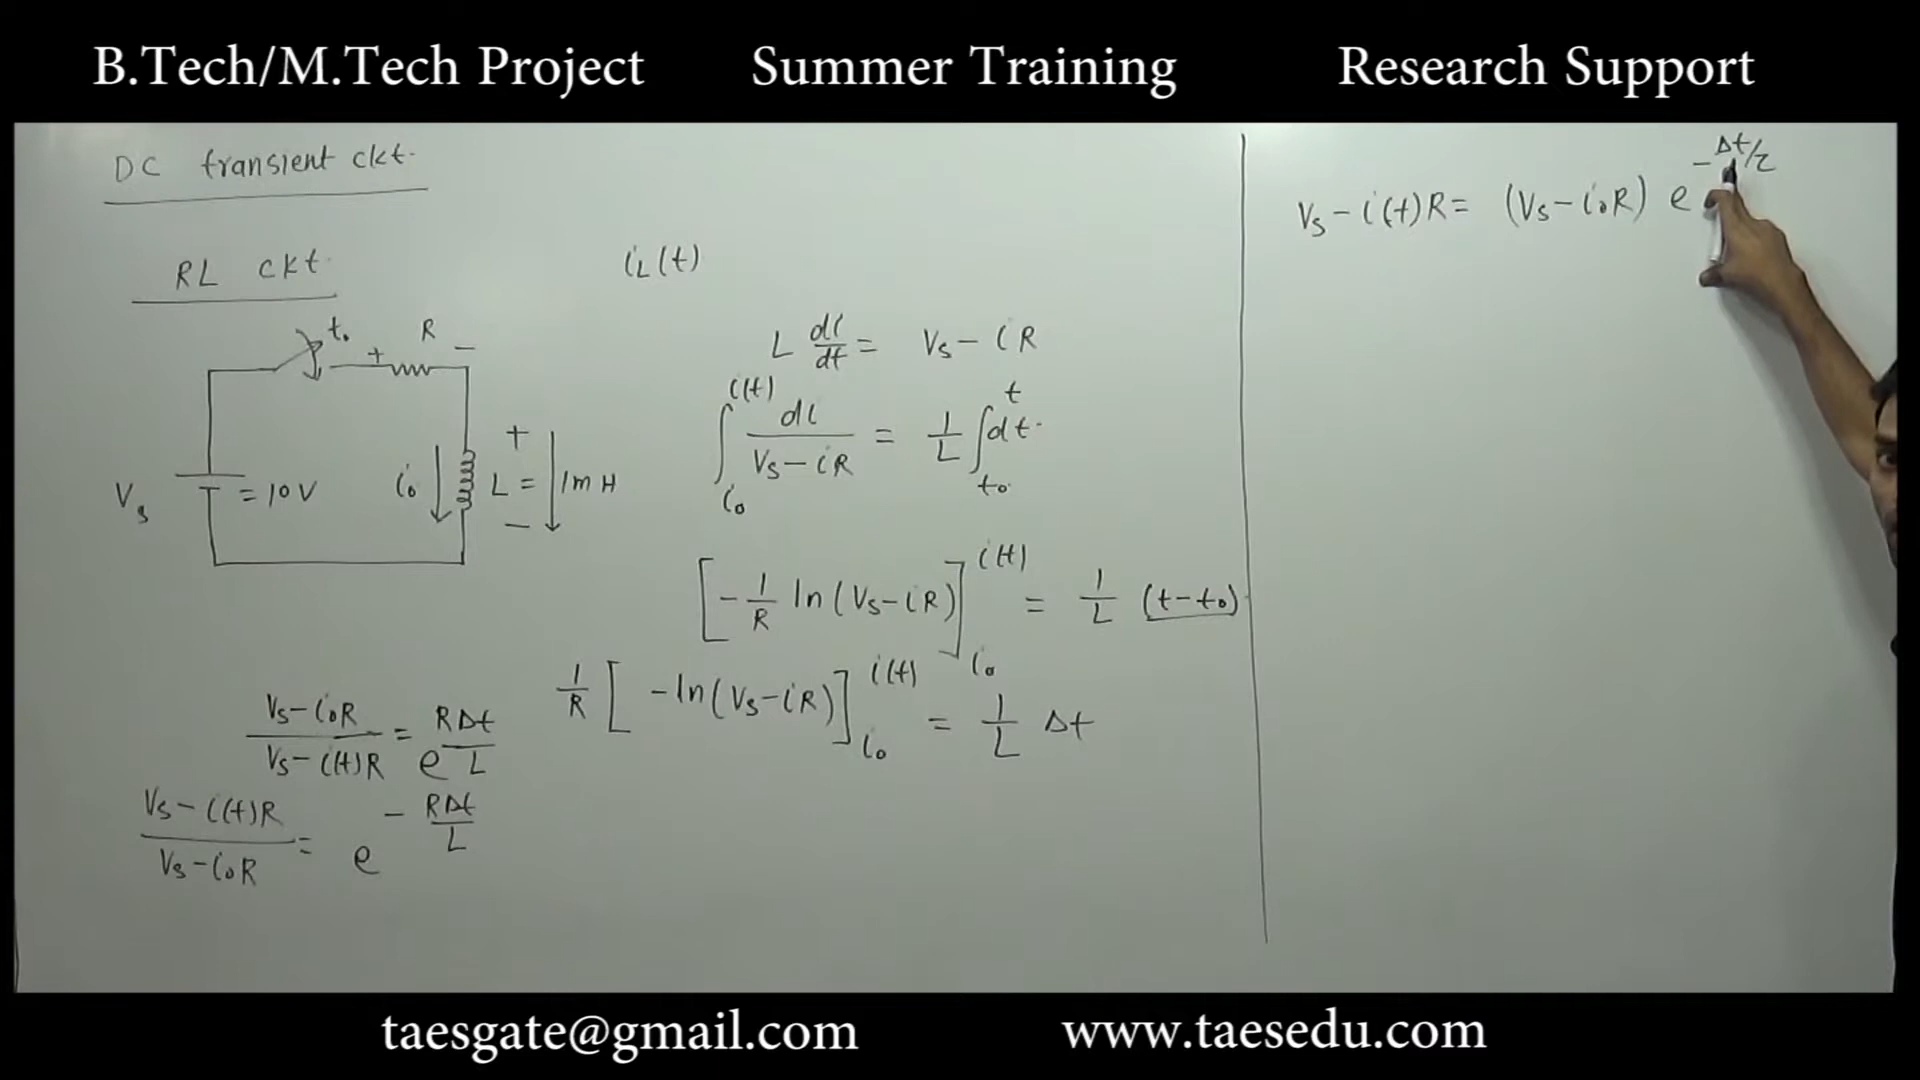 B.Tech/M.Tech Project Summer Training Research Support
DC transient ckt.
RL ckt.
t₀
R
+ −
Vs = 10V
i₀
+
L = 1mH
−
iL(t)
L di/dt = Vs − iR
∫_{i₀}^{i(t)} di/(Vs − iR) = 1/L ∫_{t₀}^{t} dt.
[−1/R ln(Vs − iR)]_{i₀}^{i(t)} = 1/L (t − t₀)
1/R [−ln(Vs − iR)]_{i₀}^{i(t)} = 1/L Δt
(Vs − i₀R)/(Vs − i(t)R) = e^{RΔt/L}
(Vs − i(t)R)/(Vs − i₀R) = e^{−RΔt/L}
Vs − i(t)R = (Vs − i₀R) e^{−Δt/τ}
taesgate@gmail.com www.taesedu.com